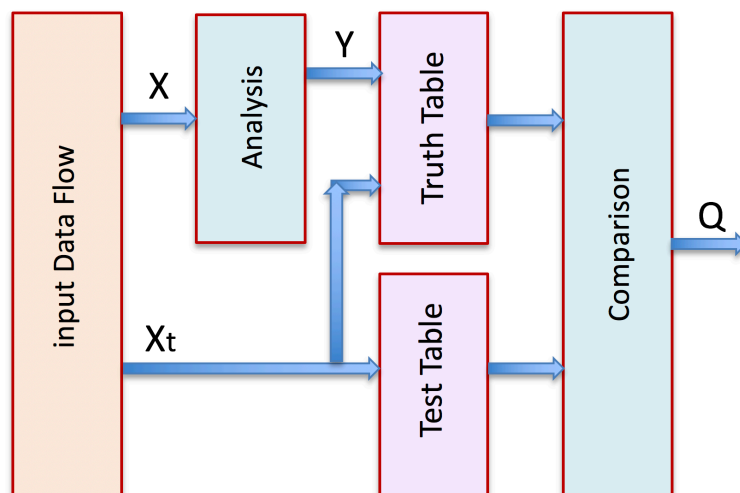 input Data Flow
X
Analysis
Y
Truth Table
Xt
Test Table
Comparison
Q